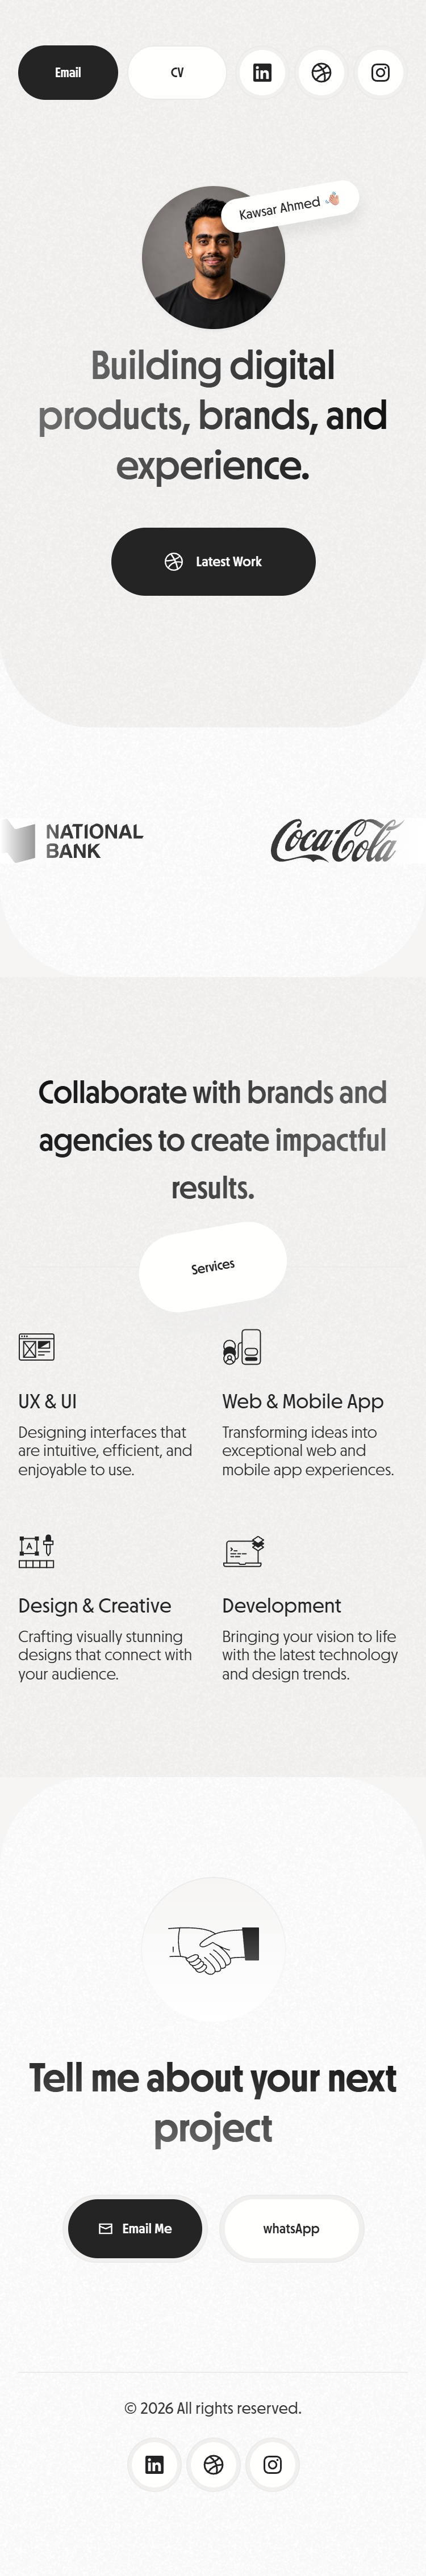 Email
CV
Kawsar Ahmed 👋🏼
Building digital
products, brands, and
experience.
Latest Work
NATIONAL
BANK
Coca-Cola
Collaborate with brands and
agencies to create impactful
results.
Services
UX & UI
Designing interfaces that
are intuitive, efficient, and
enjoyable to use.
Web & Mobile App
Transforming ideas into
exceptional web and
mobile app experiences.
Design & Creative
Crafting visually stunning
designs that connect with
your audience.
Development
Bringing your vision to life
with the latest technology
and design trends.
Tell me about your next
project
Email Me
whatsApp
© 2026 All rights reserved.